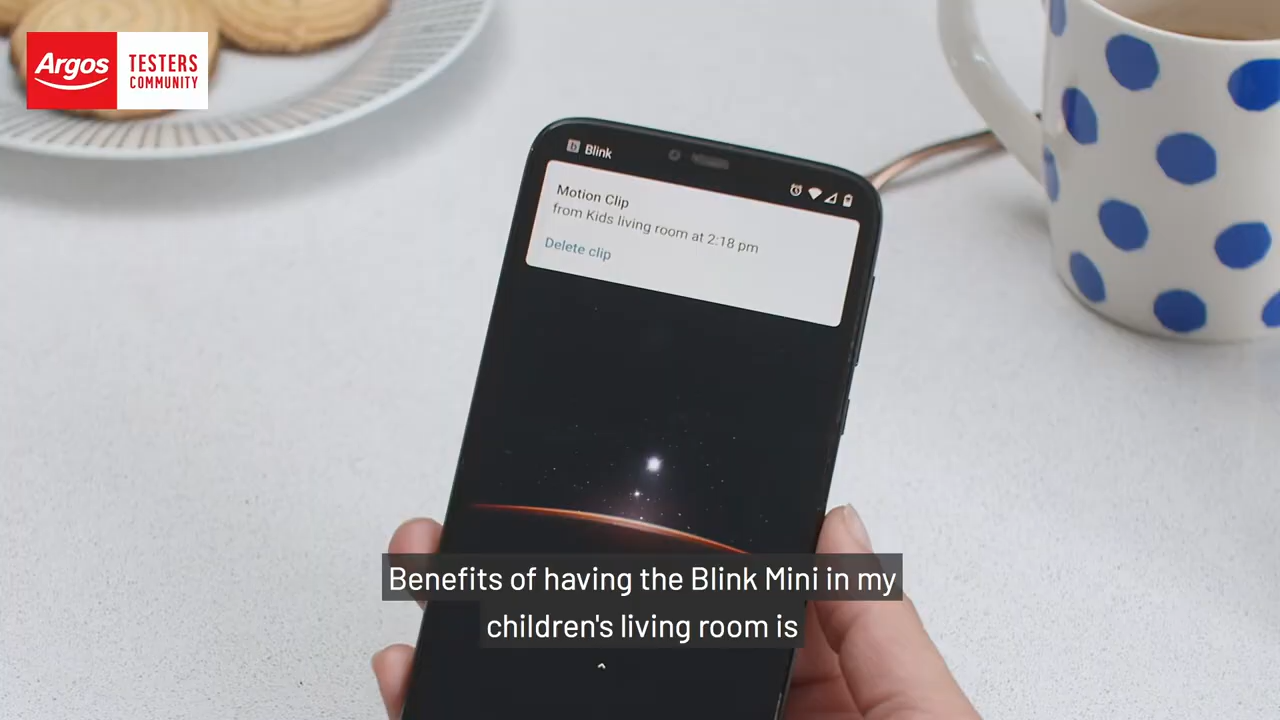 Argos
TESTERS
COMMUNITY
Blink
Motion Clip
from Kids living room at 2:18 pm
Delete clip
Benefits of having the Blink Mini in my
children's living room is